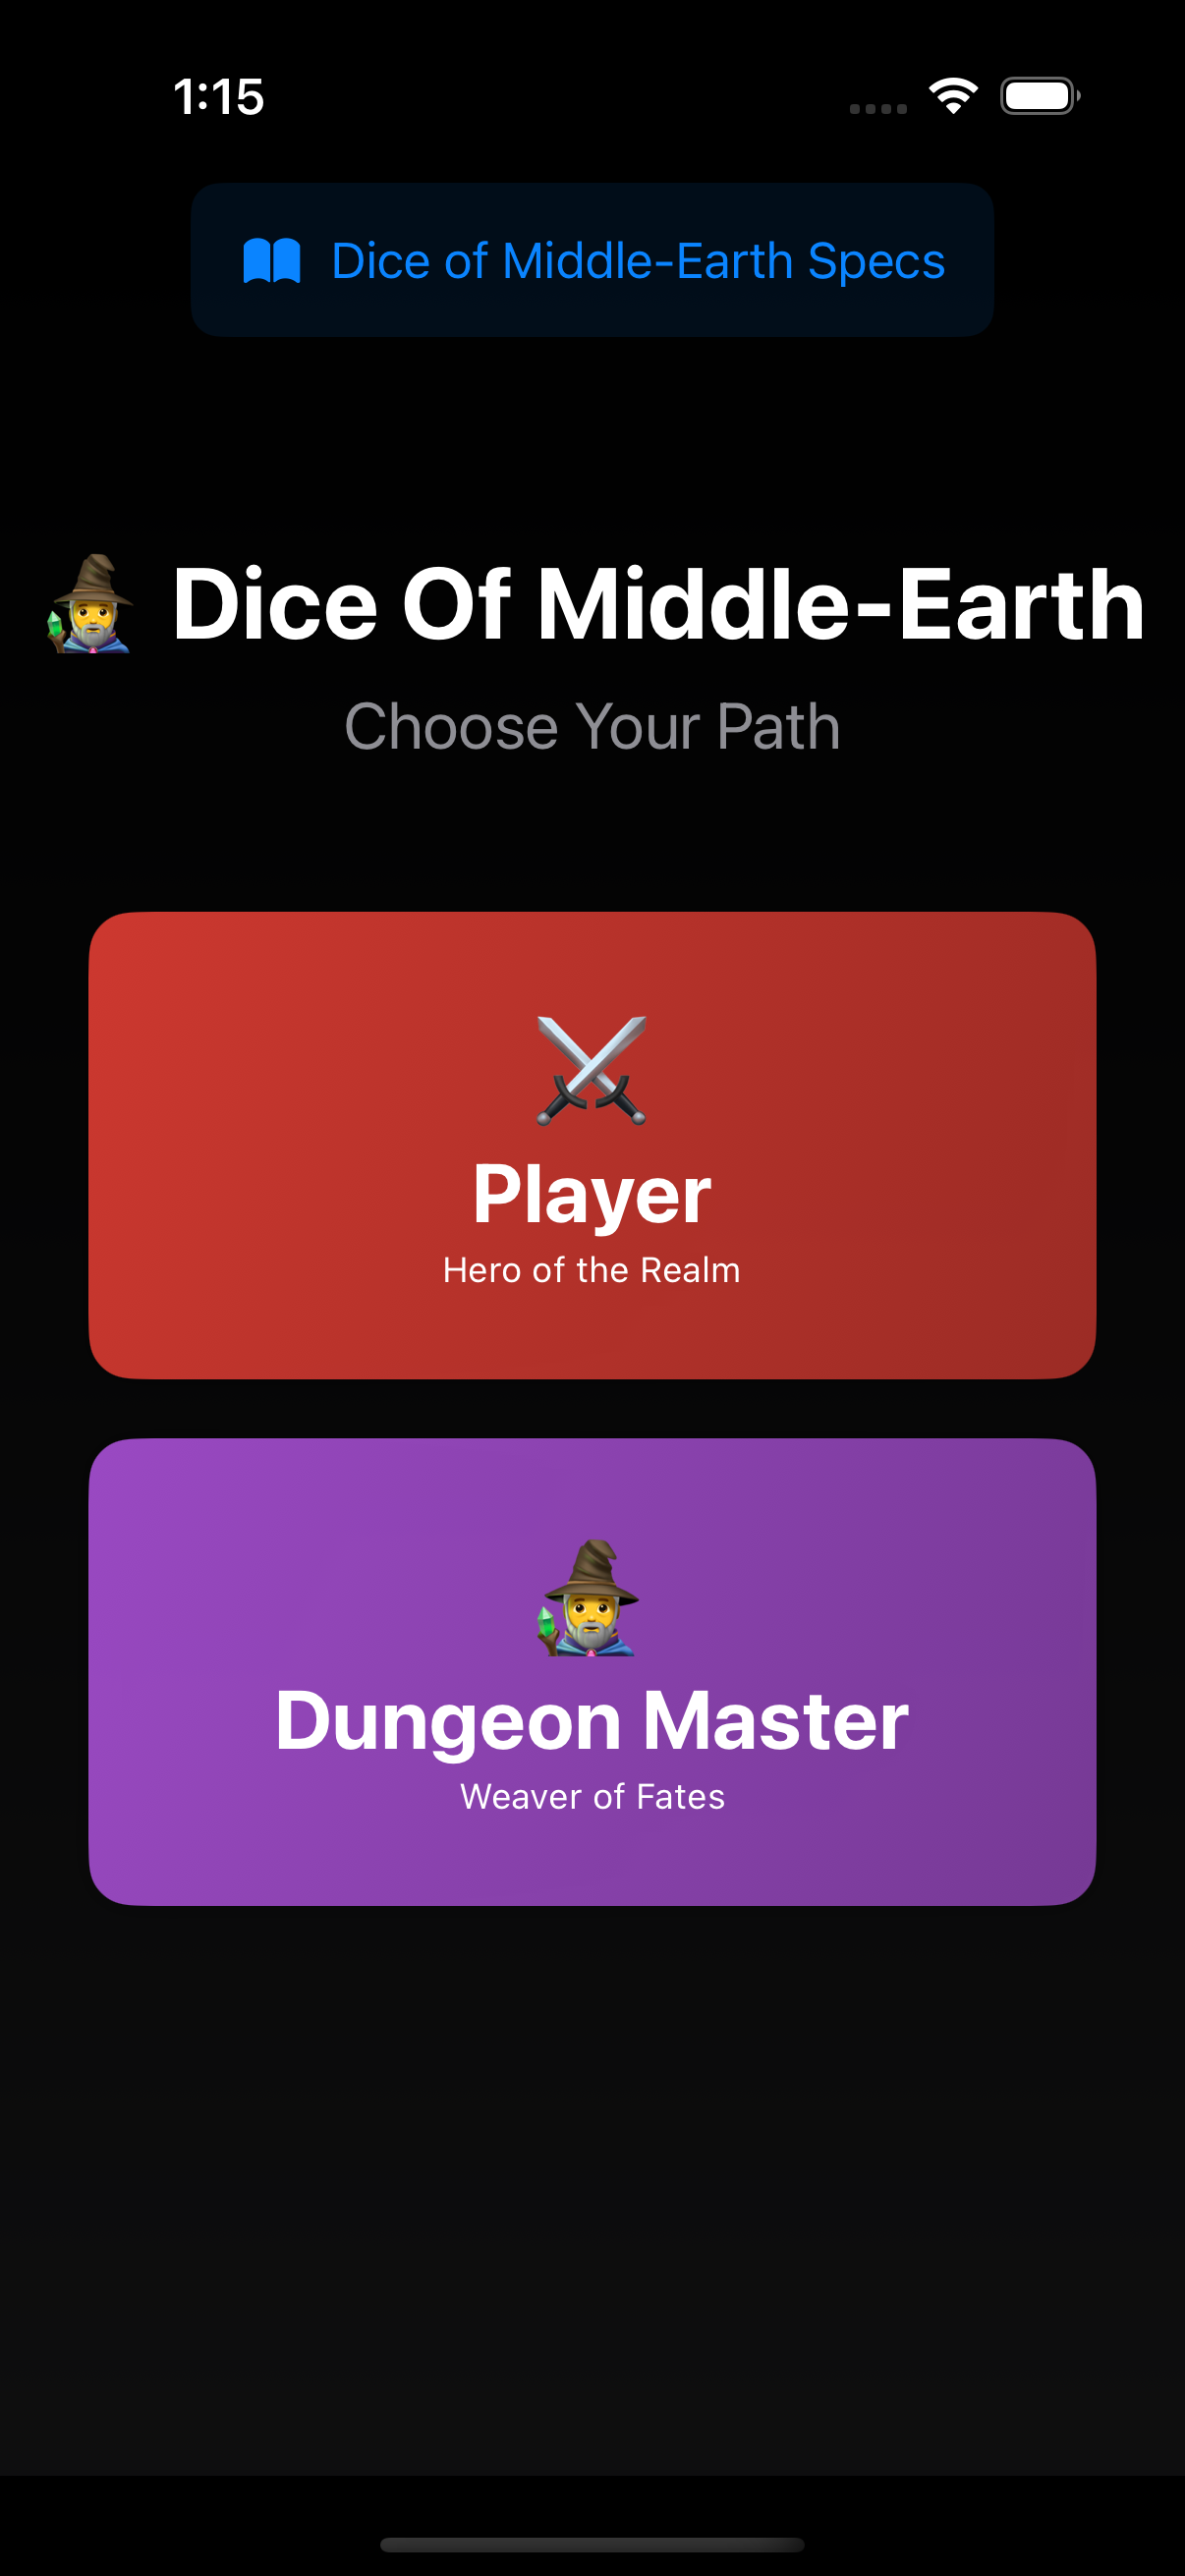 1:15
Dice of Middle-Earth Specs
Dice Of Middle-Earth
Choose Your Path
Player
Hero of the Realm
Dungeon Master
Weaver of Fates